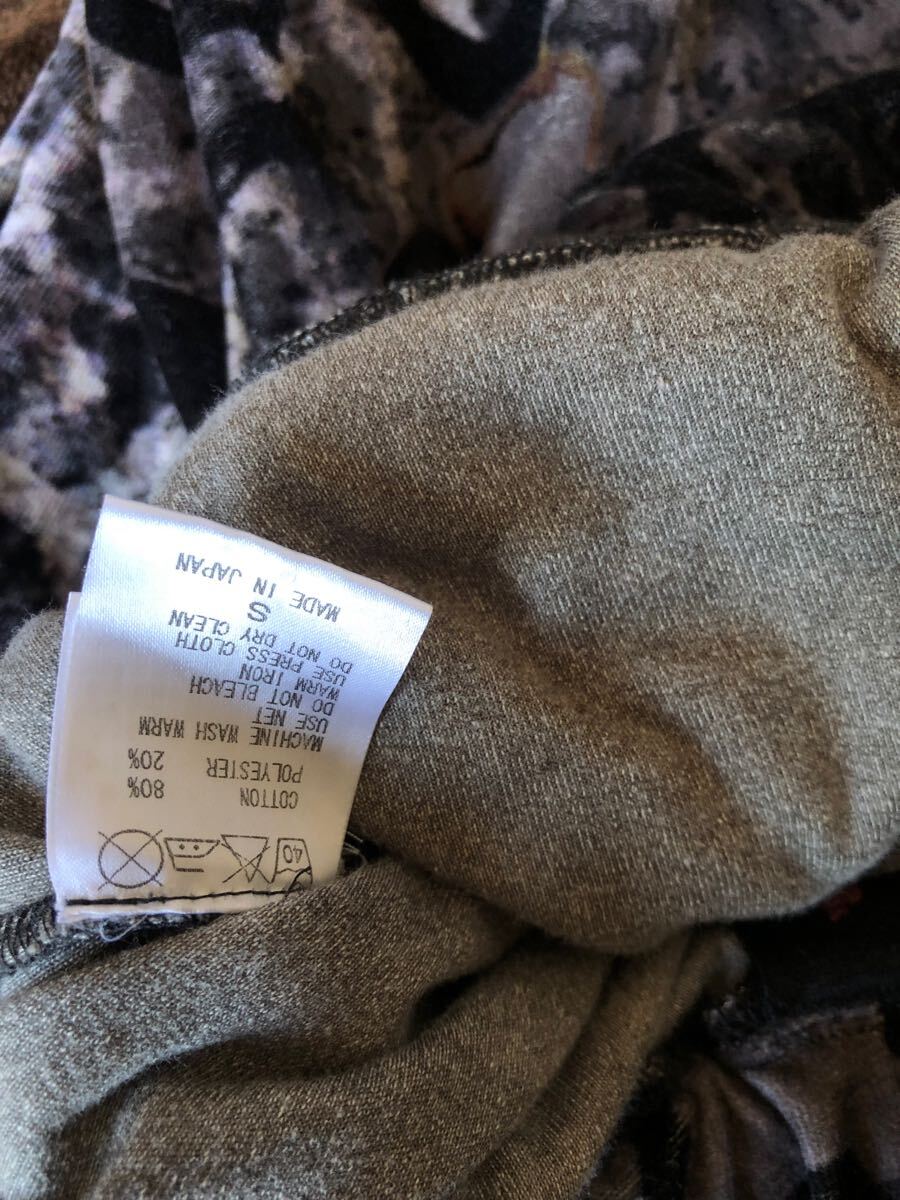 40
COTTON 80%
POLYESTER 20%
MACHINE WASH WARM
USE NET
DO NOT BLEACH
WARM IRON
USE PRESS CLOTH
DO NOT DRY CLEAN
S
MADE IN JAPAN